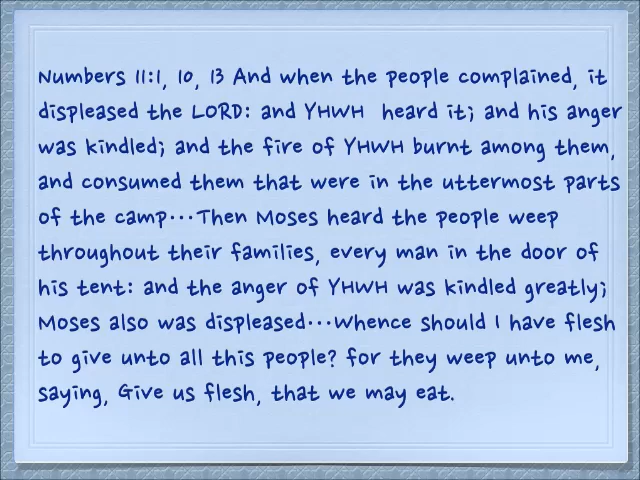 Numbers 11:1, 10, 13 And when the people complained, it
displeased the LORD: and YHWH  heard it; and his anger
was kindled; and the fire of YHWH burnt among them,
and consumed them that were in the uttermost parts
of the camp···Then Moses heard the people weep
throughout their families, every man in the door of
his tent: and the anger of YHWH was kindled greatly;
Moses also was displeased···Whence should I have flesh
to give unto all this people? for they weep unto me,
saying, Give us flesh, that we may eat.